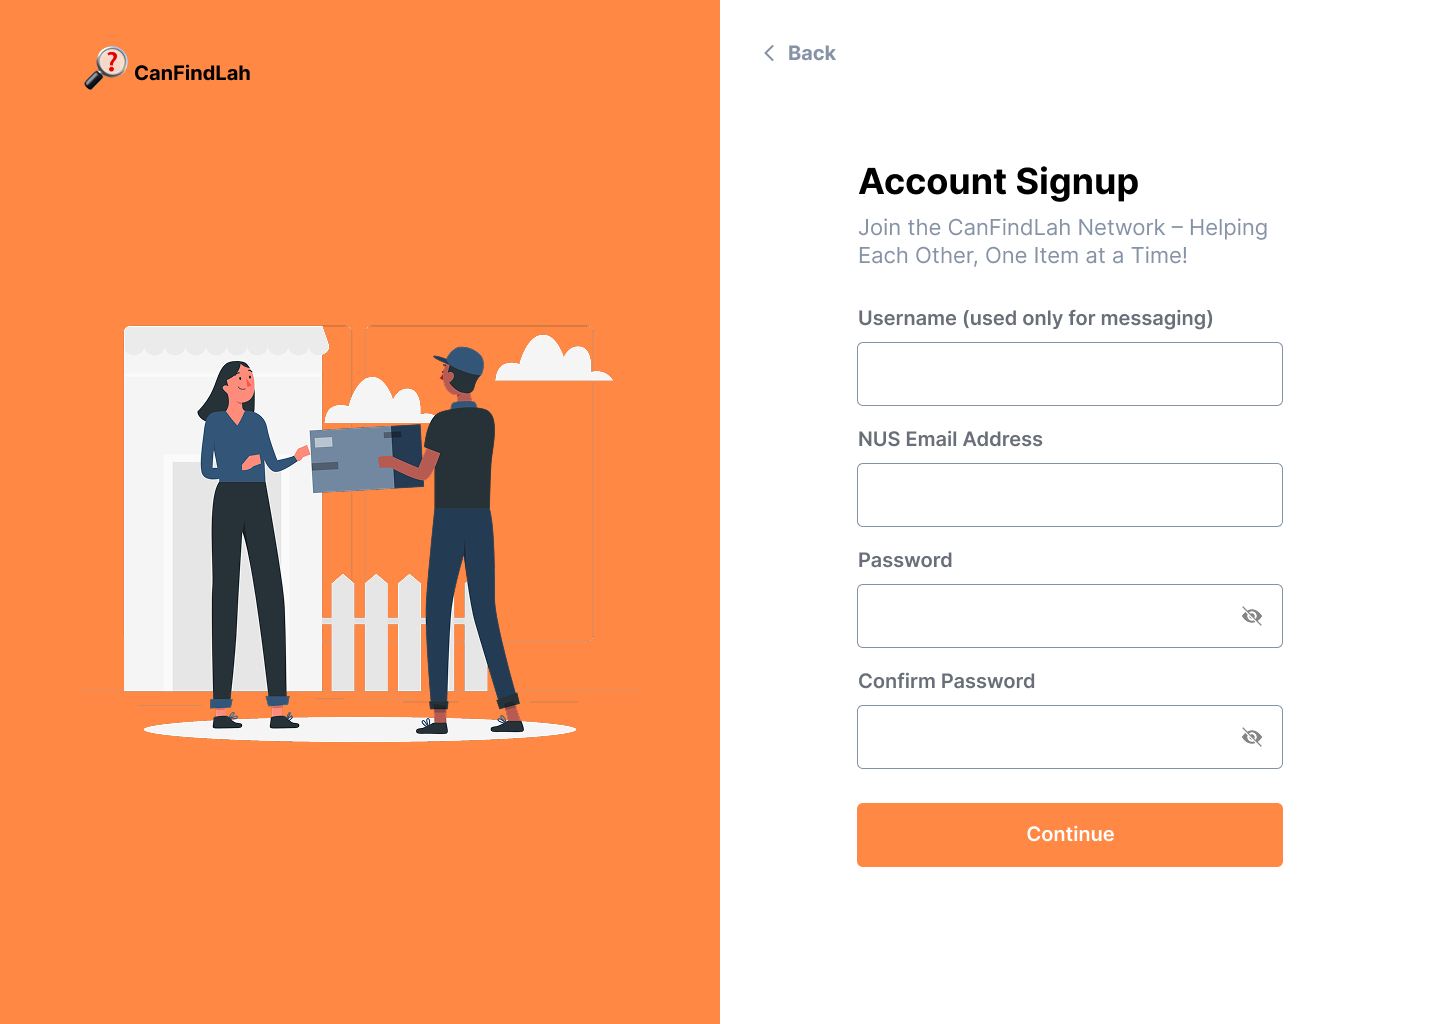 ?
CanFindLah
Back
Account Signup
Join the CanFindLah Network – Helping
Each Other, One Item at a Time!
Username (used only for messaging)
NUS Email Address
Password
Confirm Password
Continue